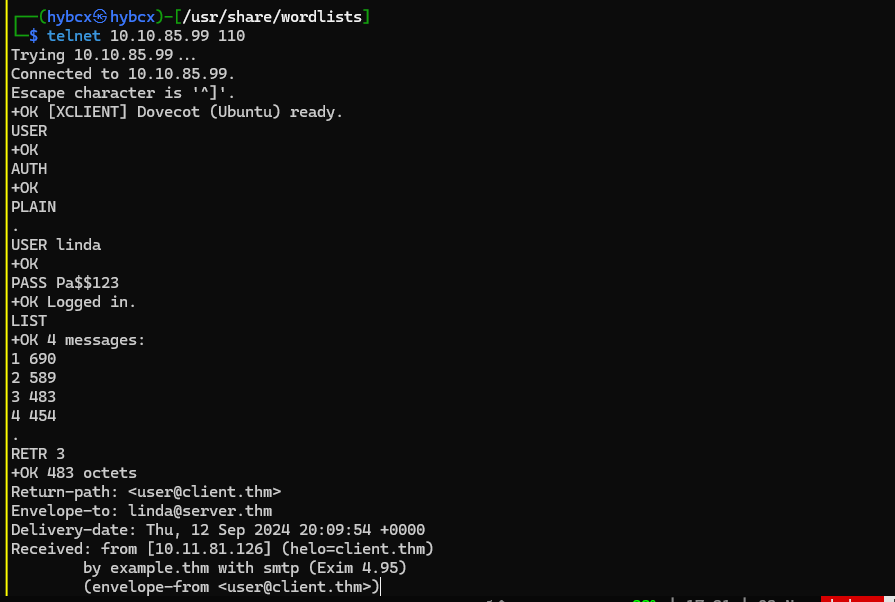 ┌──(hybcx㉿hybcx)-[/usr/share/wordlists]
└─$ telnet 10.10.85.99 110
Trying 10.10.85.99...
Connected to 10.10.85.99.
Escape character is '^]'.
+OK [XCLIENT] Dovecot (Ubuntu) ready.
USER
+OK
AUTH
+OK
PLAIN
.
USER linda
+OK
PASS Pa$$123
+OK Logged in.
LIST
+OK 4 messages:
1 690
2 589
3 483
4 454
.
RETR 3
+OK 483 octets
Return-path: <user@client.thm>
Envelope-to: linda@server.thm
Delivery-date: Thu, 12 Sep 2024 20:09:54 +0000
Received: from [10.11.81.126] (helo=client.thm)
by example.thm with smtp (Exim 4.95)
(envelope-from <user@client.thm>)